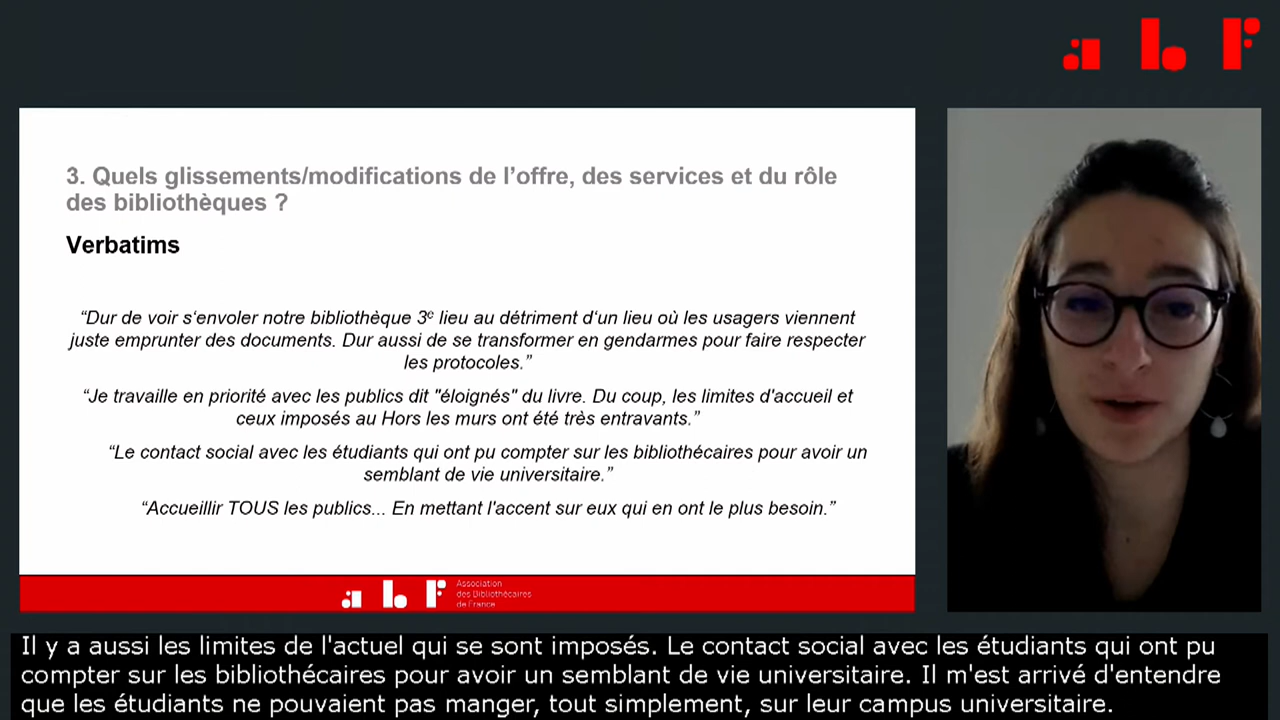 abf
3. Quels glissements/modifications de l’offre, des services et du rôle
des bibliothèques ?
Verbatims
“Dur de voir s‘envoler notre bibliothèque 3e lieu au détriment d‘un lieu où les usagers viennent
juste emprunter des documents. Dur aussi de se transformer en gendarmes pour faire respecter
les protocoles.”
“Je travaille en priorité avec les publics dit "éloignés" du livre. Du coup, les limites d'accueil et
ceux imposés au Hors les murs ont été très entravants.”
“Le contact social avec les étudiants qui ont pu compter sur les bibliothécaires pour avoir un
semblant de vie universitaire.”
“Accueillir TOUS les publics... En mettant l'accent sur eux qui en ont le plus besoin.”
abf
Association
des Bibliothécaires
de France
Il y a aussi les limites de l'actuel qui se sont imposés. Le contact social avec les étudiants qui ont pu
compter sur les bibliothécaires pour avoir un semblant de vie universitaire. Il m'est arrivé d'entendre
que les étudiants ne pouvaient pas manger, tout simplement, sur leur campus universitaire.